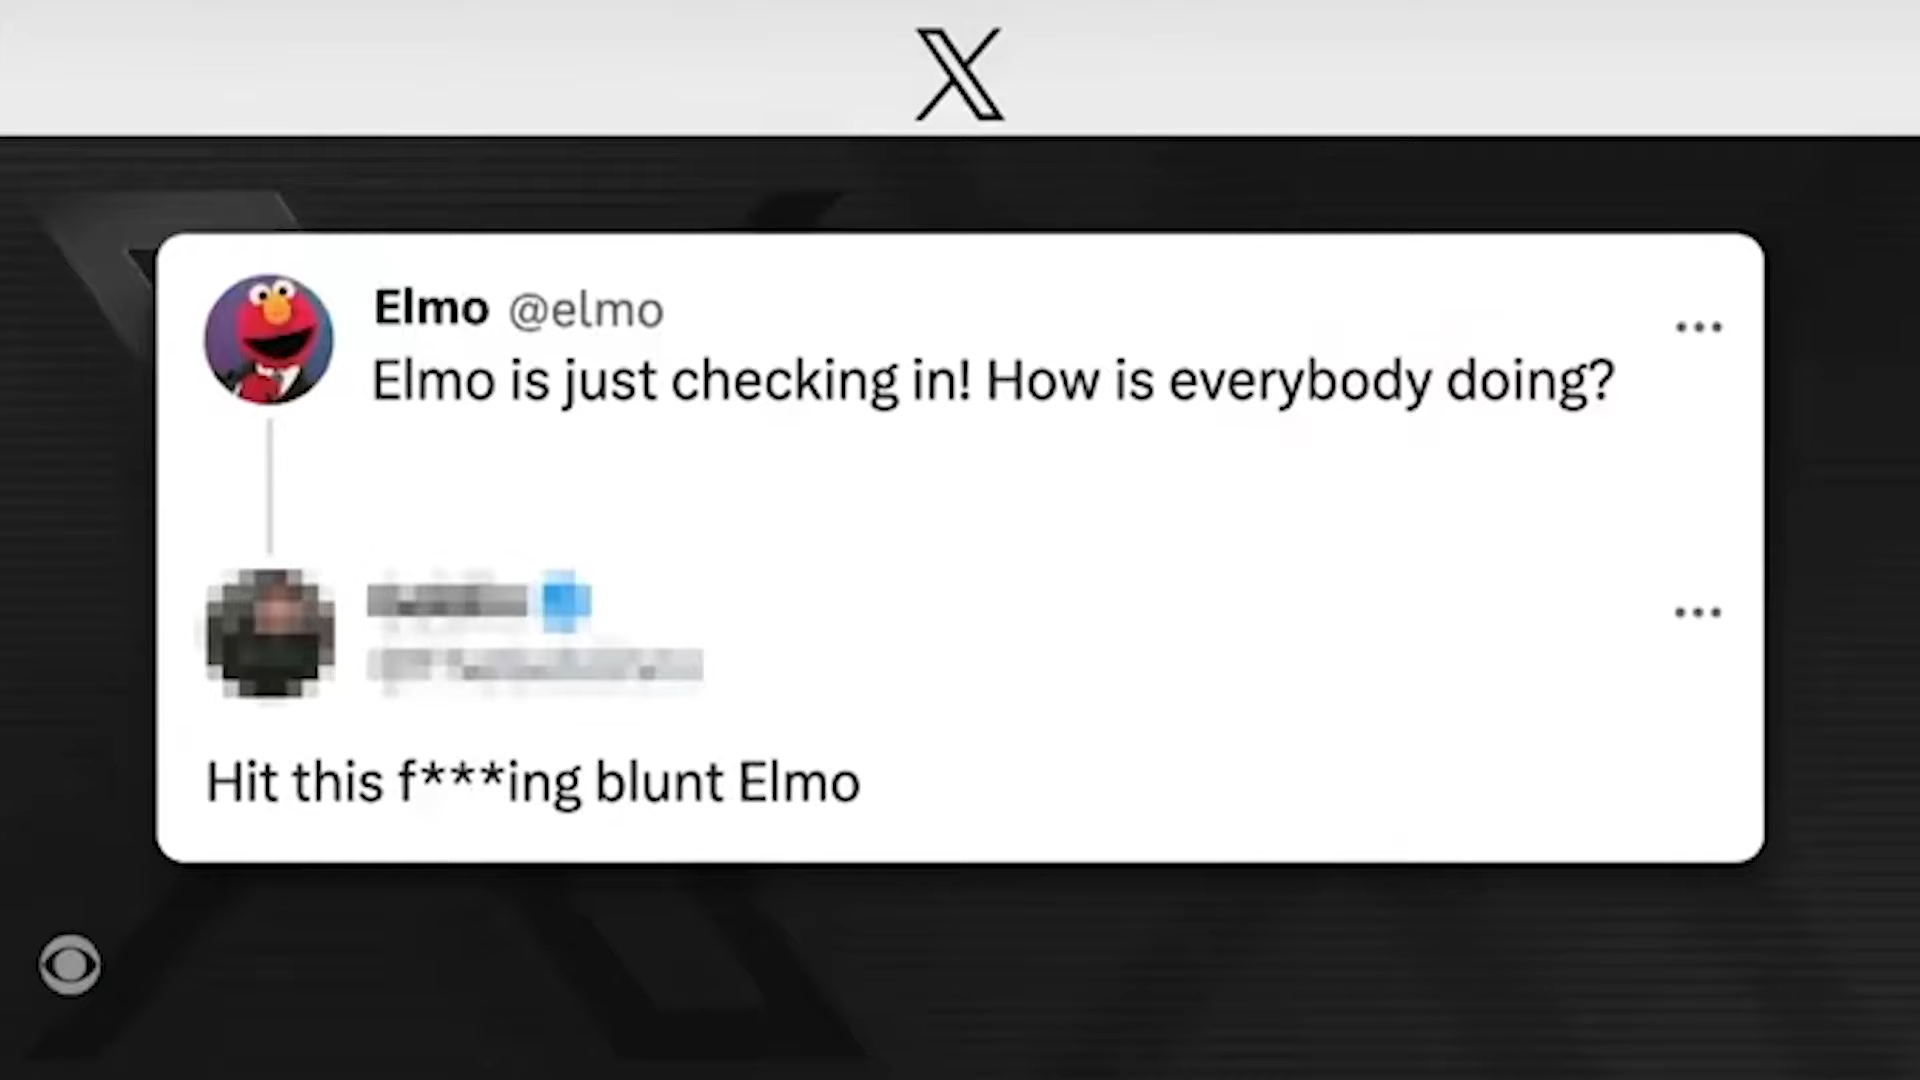 Elmo @elmo
Elmo is just checking in! How is everybody doing?
Hit this f***ing blunt Elmo